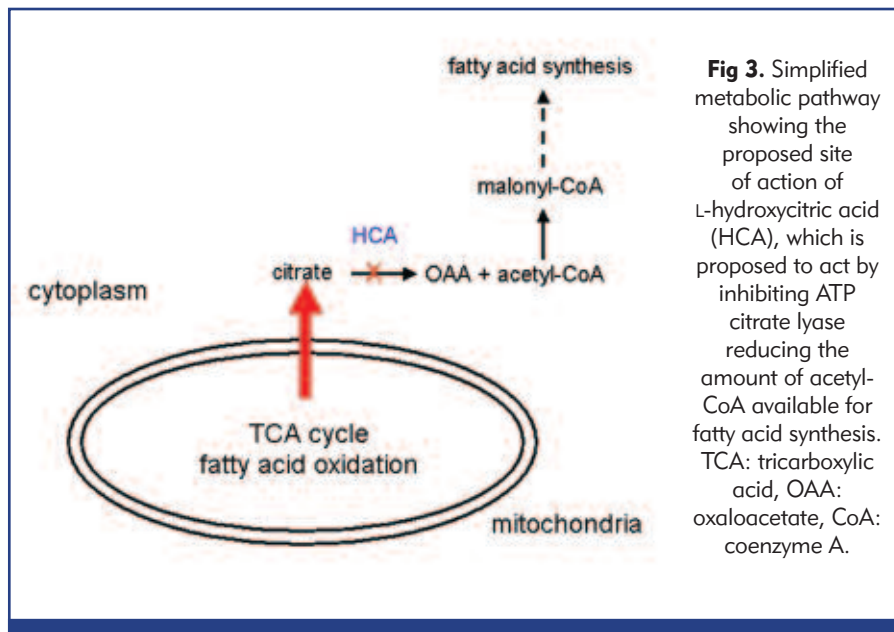 fatty acid synthesis
malonyl-CoA
HCA
citrate
OAA + acetyl-CoA
cytoplasm
TCA cycle
fatty acid oxidation
mitochondria
Fig 3. Simplified
metabolic pathway
showing the
proposed site
of action of
L-hydroxycitric acid
(HCA), which is
proposed to act by
inhibiting ATP
citrate lyase
reducing the
amount of acetyl-
CoA available for
fatty acid synthesis.
TCA: tricarboxylic
acid, OAA:
oxaloacetate, CoA:
coenzyme A.